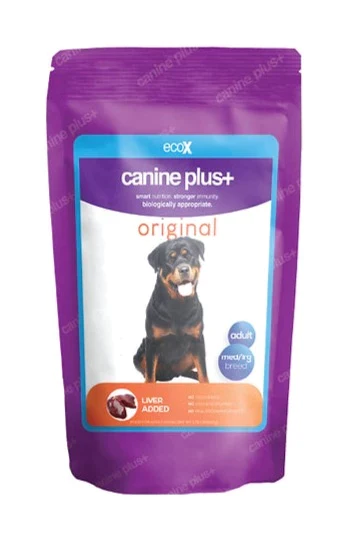 canine plus+
ecoX
canine plus+
smart nutrition. stronger immunity.
biologically appropriate.
original
adult
med/lrg
breed
LIVER
ADDED
canine plus+
canine plus+